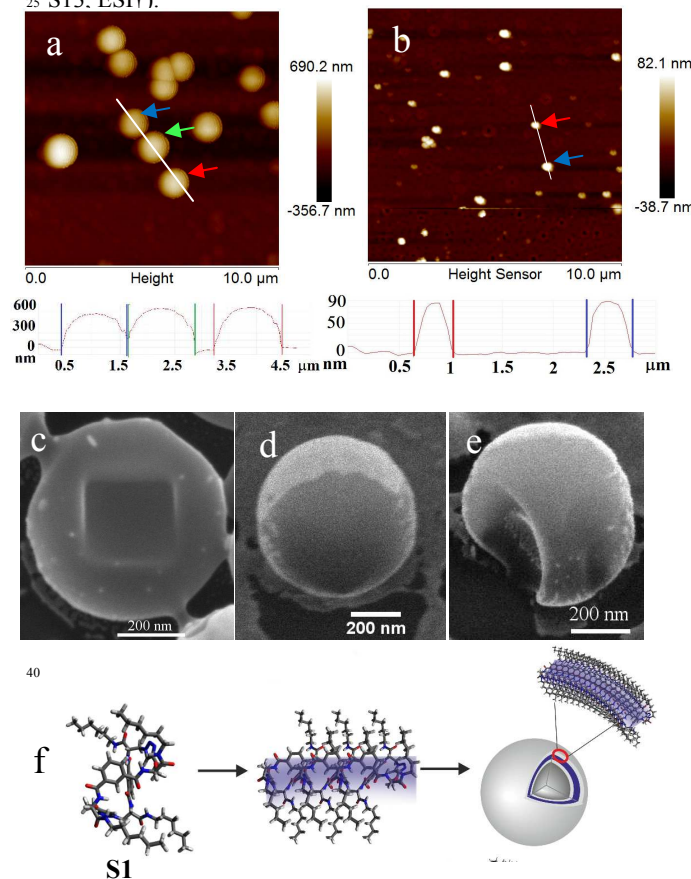 25 S13, ESI†).
a
b
690.2 nm
-356.7 nm
82.1 nm
-38.7 nm
0.0 Height 10.0 µm
0.0 Height Sensor 10.0 µm
600
300
0
nm
0.5 1.5 2.5 3.5 4.5 µm
90
50
0
nm
0.5 1 1.5 2 2.5 µm
c
d
e
200 nm
200 nm
200 nm
40
f
S1